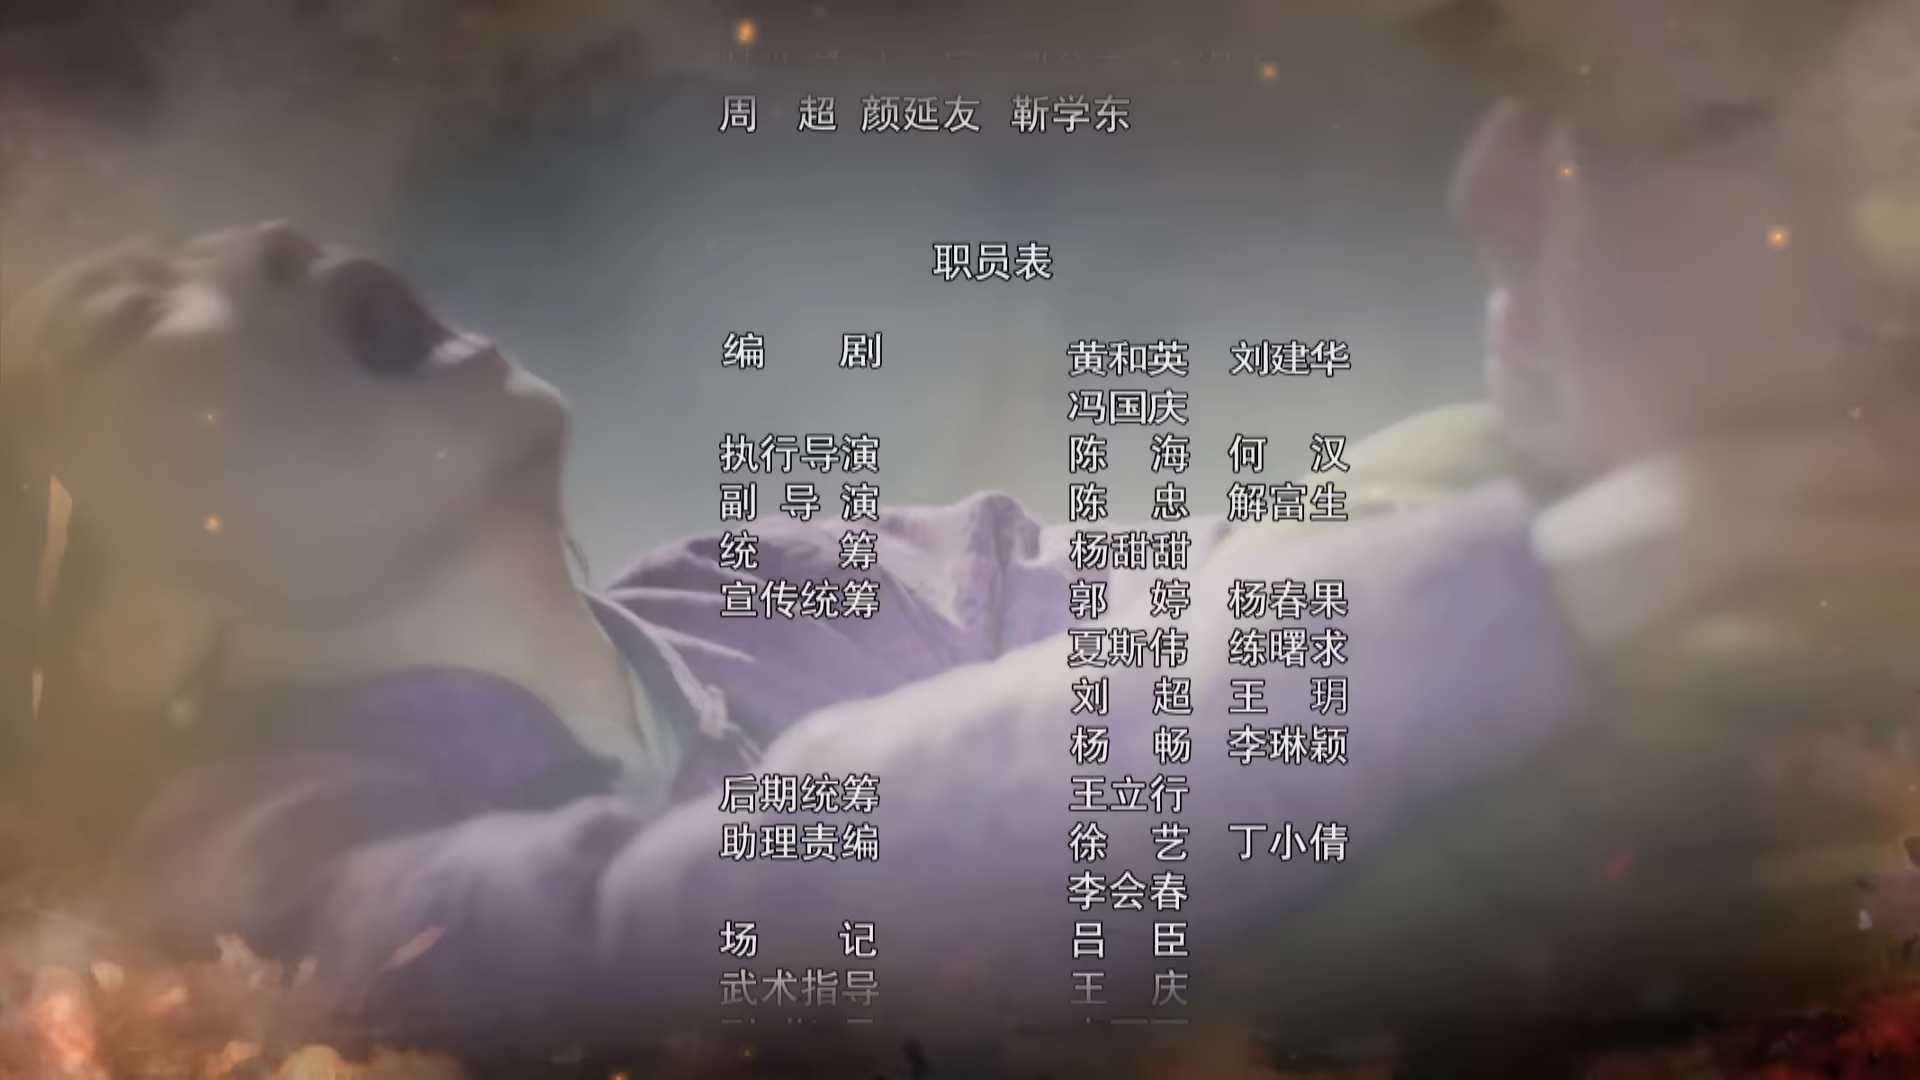 周 超 颜延友 靳学东
职员表
编 剧 黄和英 刘建华
冯国庆
执行导演 陈 海 何 汉
副 导 演 陈 忠 解富生
统 筹 杨甜甜
宣传统筹 郭 婷 杨春果
夏斯伟 练曙求
刘 超 王 玥
杨 畅 李琳颖
后期统筹 王立行
助理责编 徐 艺 丁小倩
李会春
场 记 吕 臣
武术指导 王 庆